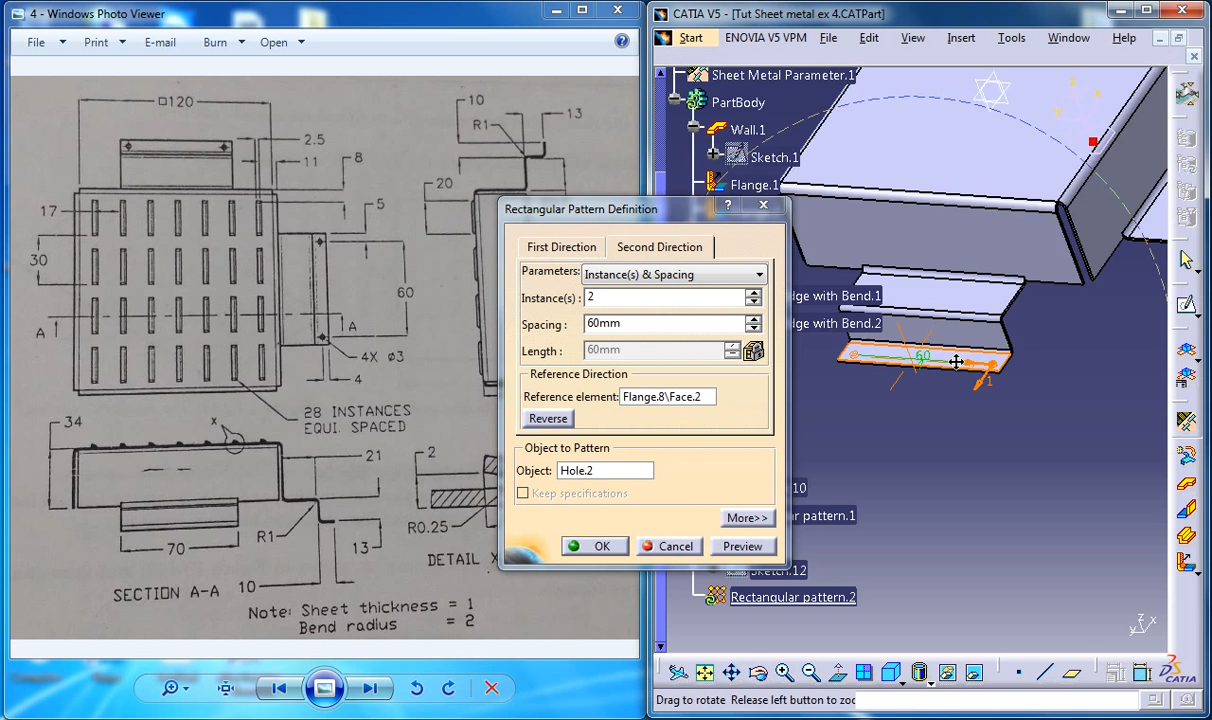 4 - Windows Photo Viewer
File Print E-mail Burn Open
□120
10
R1
13
2.5
11
8
20
17
5
30
60
A
A
4X ø3
4
28 INSTANCES
EQUI. SPACED
34
X
21
2
R1
R0.25
70
13
DETAIL X
SECTION A-A
10
Note: Sheet thickness = 1
Bend radius = 2
CATIA V5 - [Tut Sheet metal ex 4.CATPart]
Start ENOVIA V5 VPM File Edit View Insert Tools Window Help
Sheet Metal Parameter.1
PartBody
Wall.1
Sketch.1
Flange.1
dge with Bend.1
dge with Bend.2
60
1
10
ar pattern.1
Sketch.12
Rectangular pattern.2
z
y x
Rectangular Pattern Definition
First Direction Second Direction
Parameters: Instance(s) & Spacing
Instance(s) : 2
Spacing : 60mm
Length : 60mm
Reference Direction
Reference element: Flange.8\Face.2
Reverse
Object to Pattern
Object: Hole.2
Keep specifications
More>>
OK Cancel Preview
Drag to rotate Release left button to zoo
CATIA